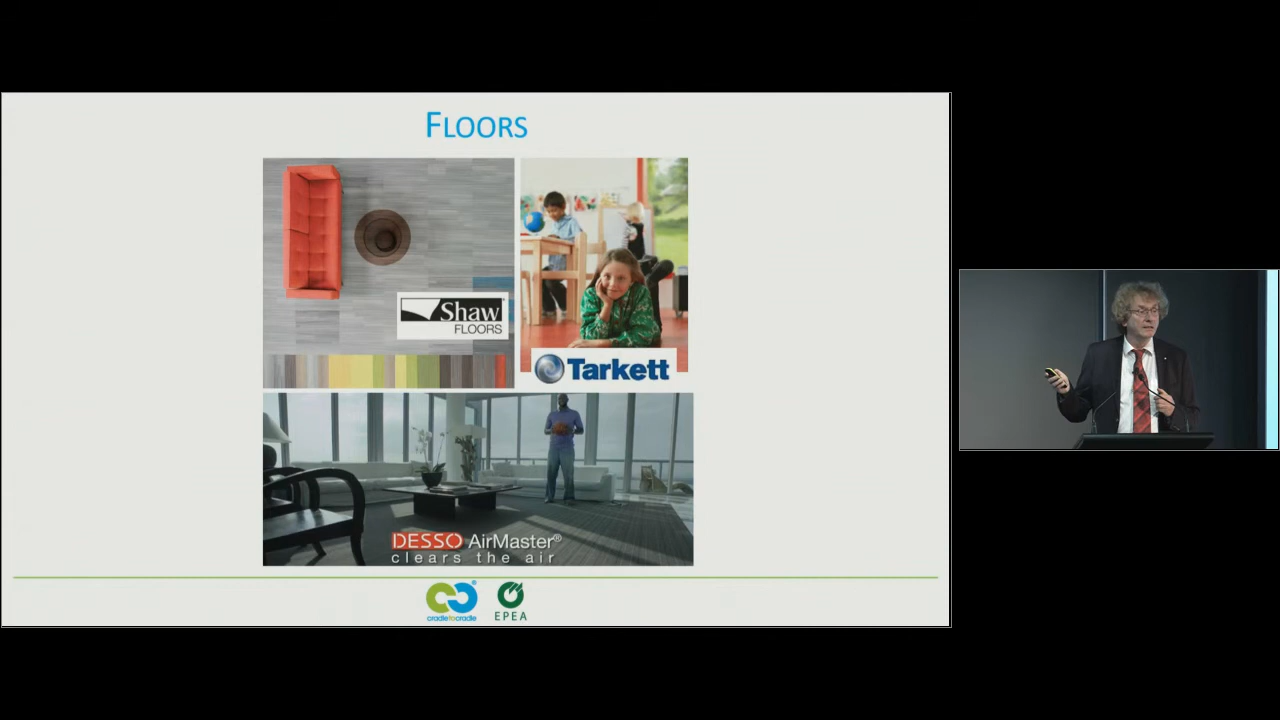 FLOORS
Shaw
FLOORS
Tarkett
DESSO AirMaster®
clears the air
cradletocradle
EPEA